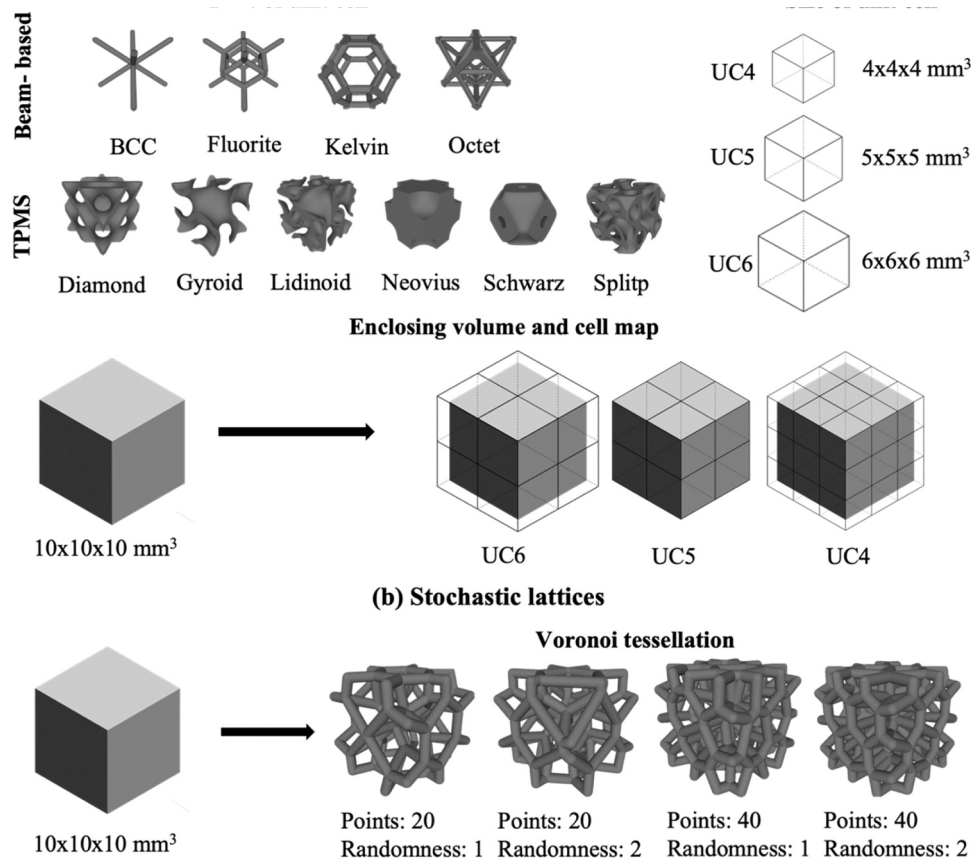 Beam- based
BCC
Fluorite
Kelvin
Octet
TPMS
Diamond
Gyroid
Lidinoid
Neovius
Schwarz
Splitp
UC4
4x4x4 mm³
UC5
5x5x5 mm³
UC6
6x6x6 mm³
Enclosing volume and cell map
10x10x10 mm³
UC6
UC5
UC4
(b) Stochastic lattices
Voronoi tessellation
10x10x10 mm³
Points: 20
Randomness: 1
Points: 20
Randomness: 2
Points: 40
Randomness: 1
Points: 40
Randomness: 2